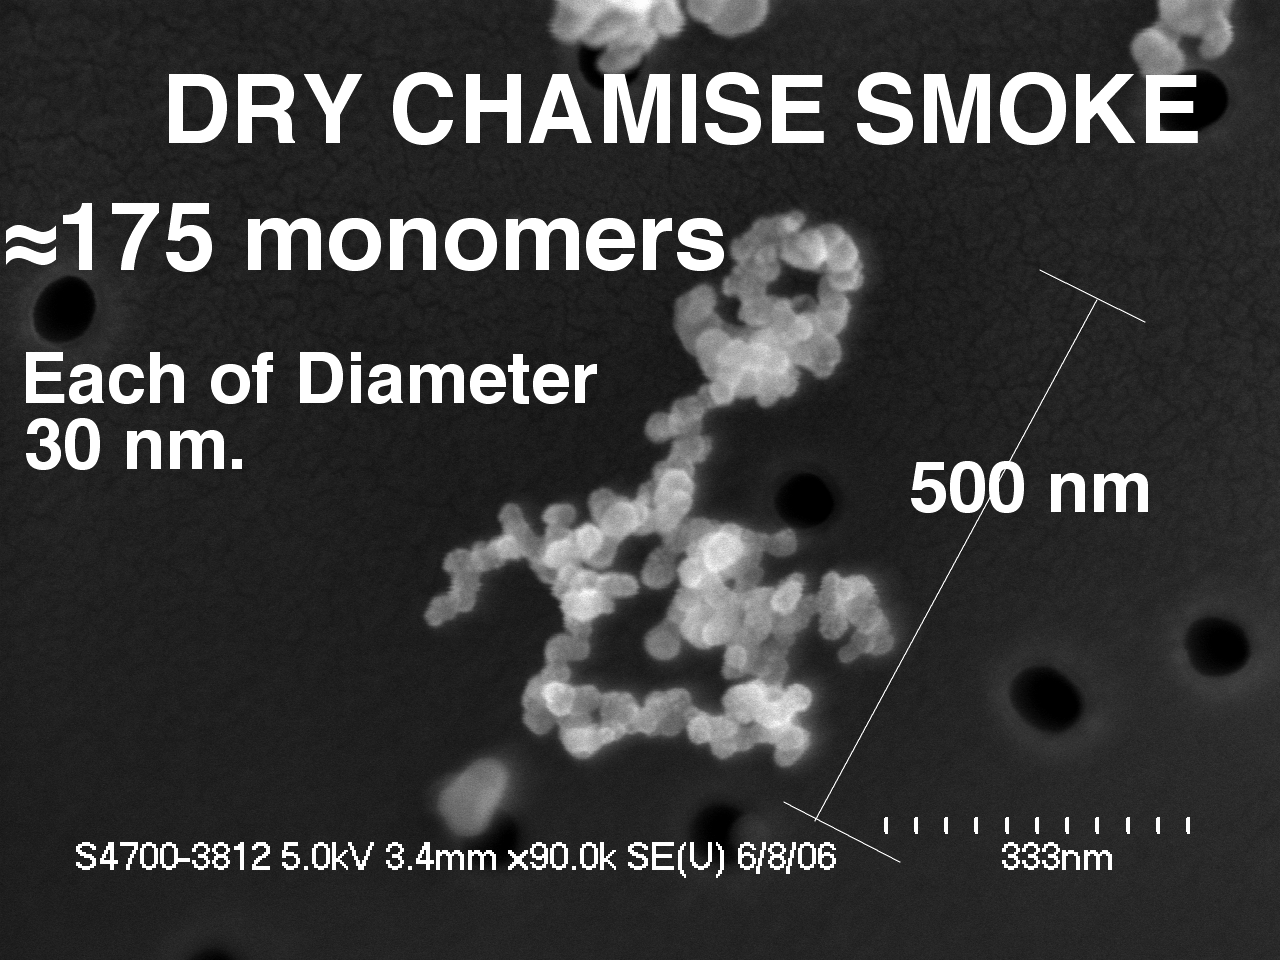 DRY CHAMISE SMOKE
≈175 monomers
Each of Diameter
30 nm.
500 nm
S4700-3812 5.0kV 3.4mm x90.0k SE(U) 6/8/06
333nm